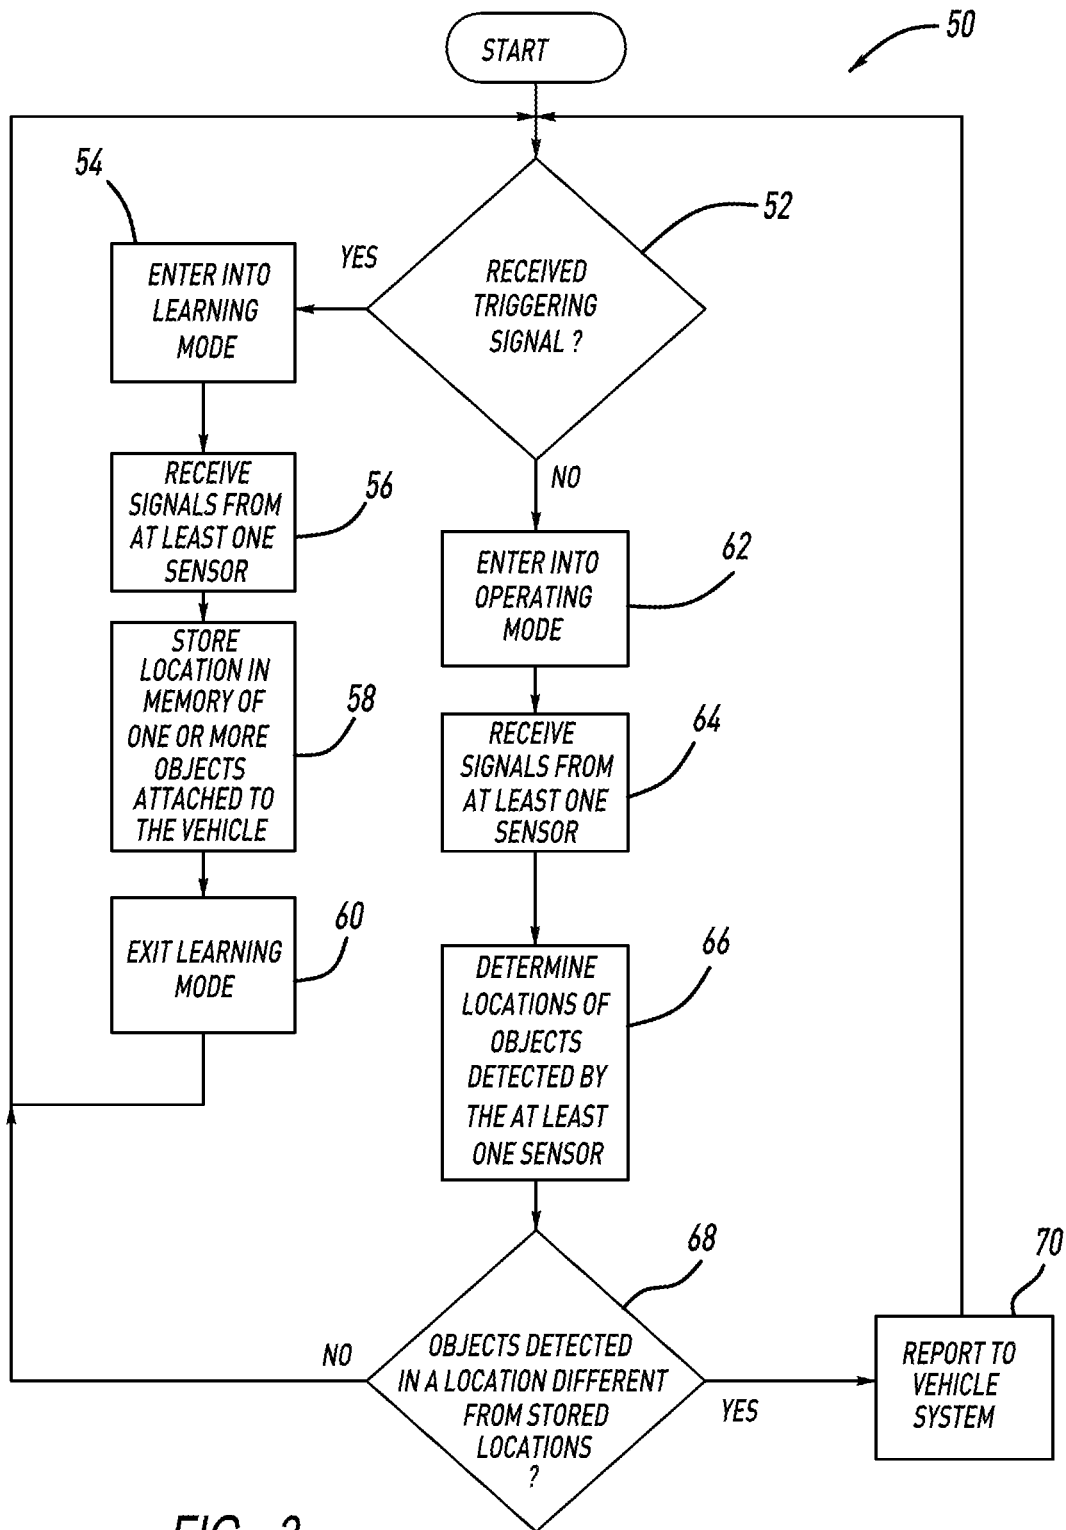 START
50
54
52
YES
ENTER INTO
LEARNING
MODE
RECEIVED
TRIGGERING
SIGNAL ?
NO
RECEIVE
SIGNALS FROM
AT LEAST ONE
SENSOR
56
ENTER INTO
OPERATING
MODE
62
STORE
LOCATION IN
MEMORY OF
ONE OR MORE
OBJECTS
ATTACHED TO
THE VEHICLE
58
RECEIVE
SIGNALS FROM
AT LEAST ONE
SENSOR
64
EXIT LEARNING
MODE
60
DETERMINE
LOCATIONS OF
OBJECTS
DETECTED BY
THE AT LEAST
ONE SENSOR
66
68
70
NO
OBJECTS DETECTED
IN A LOCATION DIFFERENT
FROM STORED
LOCATIONS
?
YES
REPORT TO
VEHICLE
SYSTEM